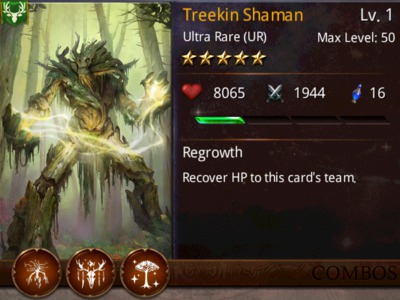 Treekin Shaman
Lv. 1
Ultra Rare (UR)
Max Level: 50
8065
1944
16
Regrowth
Recover HP to this card's team.
COMBOS